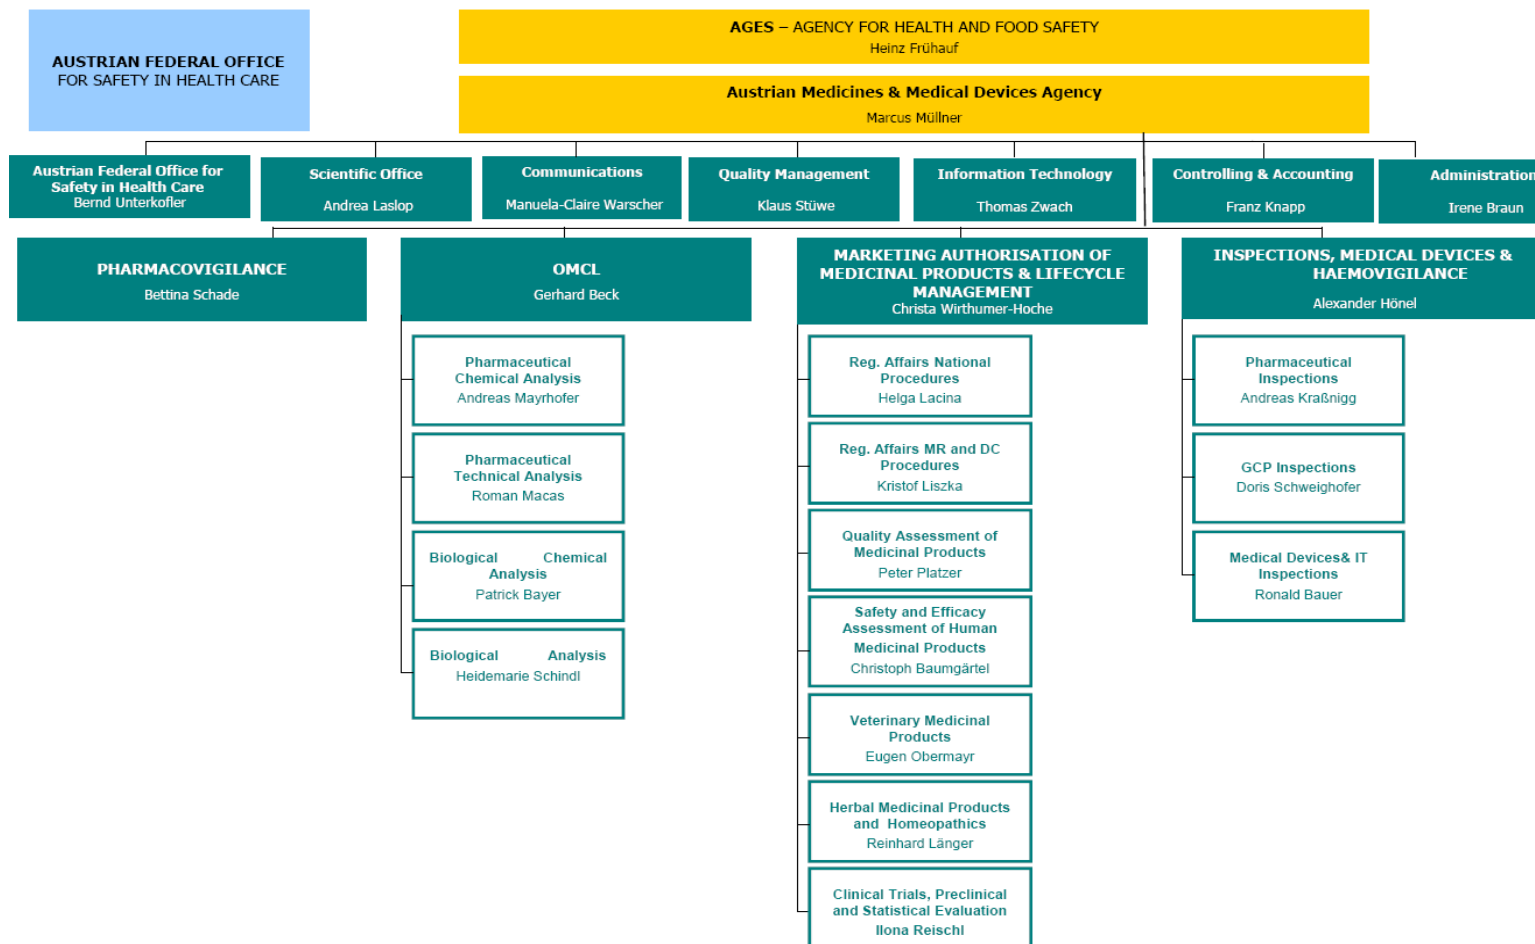 AUSTRIAN FEDERAL OFFICE
FOR SAFETY IN HEALTH CARE
AGES – AGENCY FOR HEALTH AND FOOD SAFETY
Heinz Frühauf
Austrian Medicines & Medical Devices Agency
Marcus Müllner
Austrian Federal Office for
Safety in Health Care
Bernd Unterkofler
Scientific Office
Andrea Laslop
Communications
Manuela-Claire Warscher
Quality Management
Klaus Stüwe
Information Technology
Thomas Zwach
Controlling & Accounting
Franz Knapp
Administration
Irene Braun
PHARMACOVIGILANCE
Bettina Schade
OMCL
Gerhard Beck
MARKETING AUTHORISATION OF
MEDICINAL PRODUCTS & LIFECYCLE
MANAGEMENT
Christa Wirthumer-Hoche
INSPECTIONS, MEDICAL DEVICES &
HAEMOVIGILANCE
Alexander Hönel
Pharmaceutical
Chemical Analysis
Andreas Mayrhofer
Pharmaceutical
Technical Analysis
Roman Macas
Biological Chemical
Analysis
Patrick Bayer
Biological Analysis
Heidemarie Schindl
Reg. Affairs National
Procedures
Helga Lacina
Reg. Affairs MR and DC
Procedures
Kristof Liszka
Quality Assessment of
Medicinal Products
Peter Platzer
Safety and Efficacy
Assessment of Human
Medicinal Products
Christoph Baumgärtel
Veterinary Medicinal
Products
Eugen Obermayr
Herbal Medicinal Products
and Homeopathics
Reinhard Länger
Clinical Trials, Preclinical
and Statistical Evaluation
Ilona Reischl
Pharmaceutical
Inspections
Andreas Kraßnigg
GCP Inspections
Doris Schweighofer
Medical Devices& IT
Inspections
Ronald Bauer